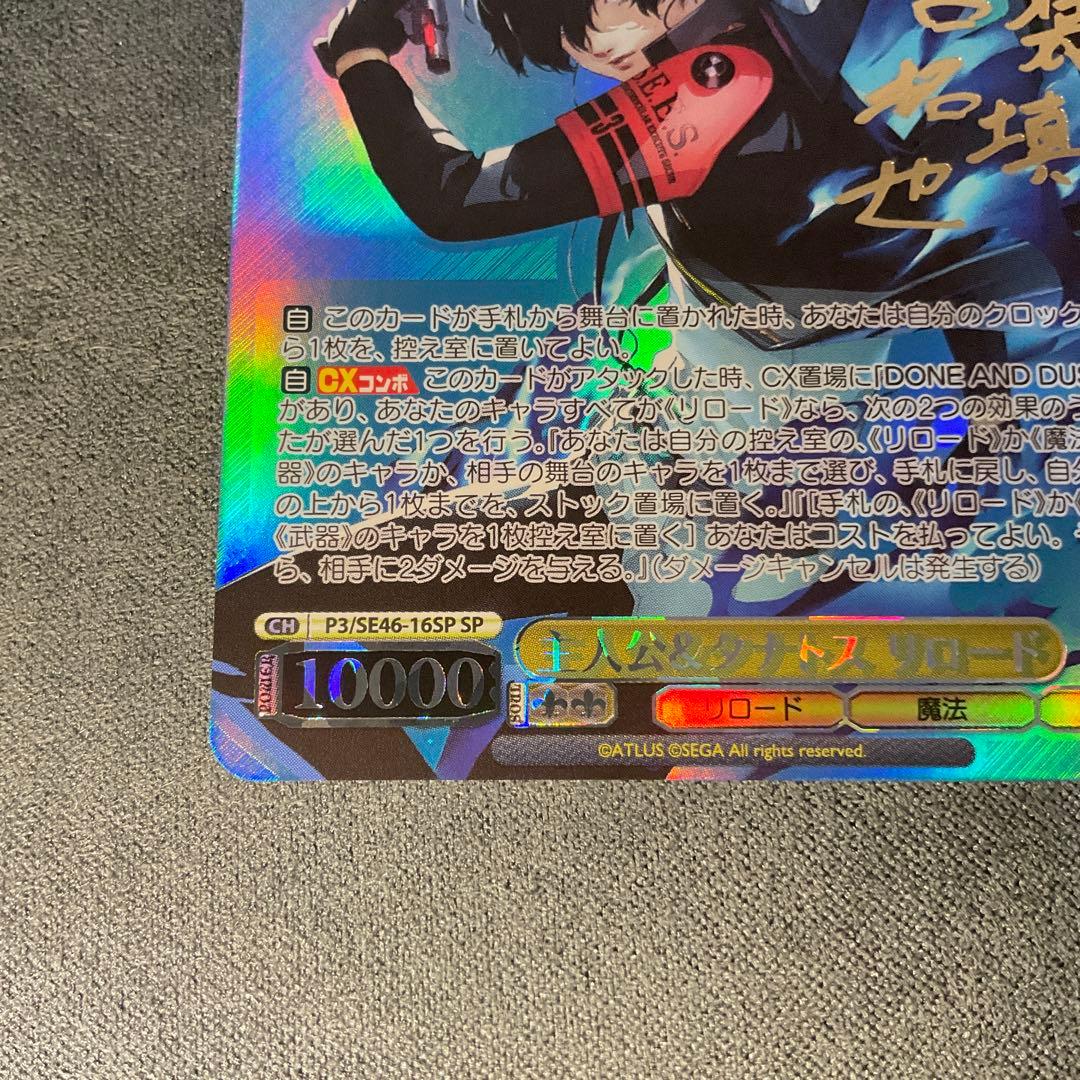 装填
拓也
S.E.E.S.
3
自 このカードが手札から舞台に置かれた時、あなたは自分のクロック
ら1枚を、控え室に置いてよい。
自 CXコンボ このカードがアタックした時、CX置場に「DONE AND DUS
があり、あなたのキャラすべてが《リロード》なら、次の2つの効果のう
たが選んだ1つを行う。『あなたは自分の控え室の、《リロード》か《魔法
器》のキャラか、相手の舞台のキャラを1枚まで選び、手札に戻し、自分
の上から1枚までを、ストック置場に置く。』『［手札の、《リロード》か《
《武器》のキャラを1枚控え室に置く］ あなたはコストを払ってよい。そ
ら、相手に2ダメージを与える。』（ダメージキャンセルは発生する）
CH P3/SE46-16SP SP
主人公&タナトス リロード
POWER 10000
SOUL
リロード 魔法
©ATLUS ©SEGA All rights reserved.